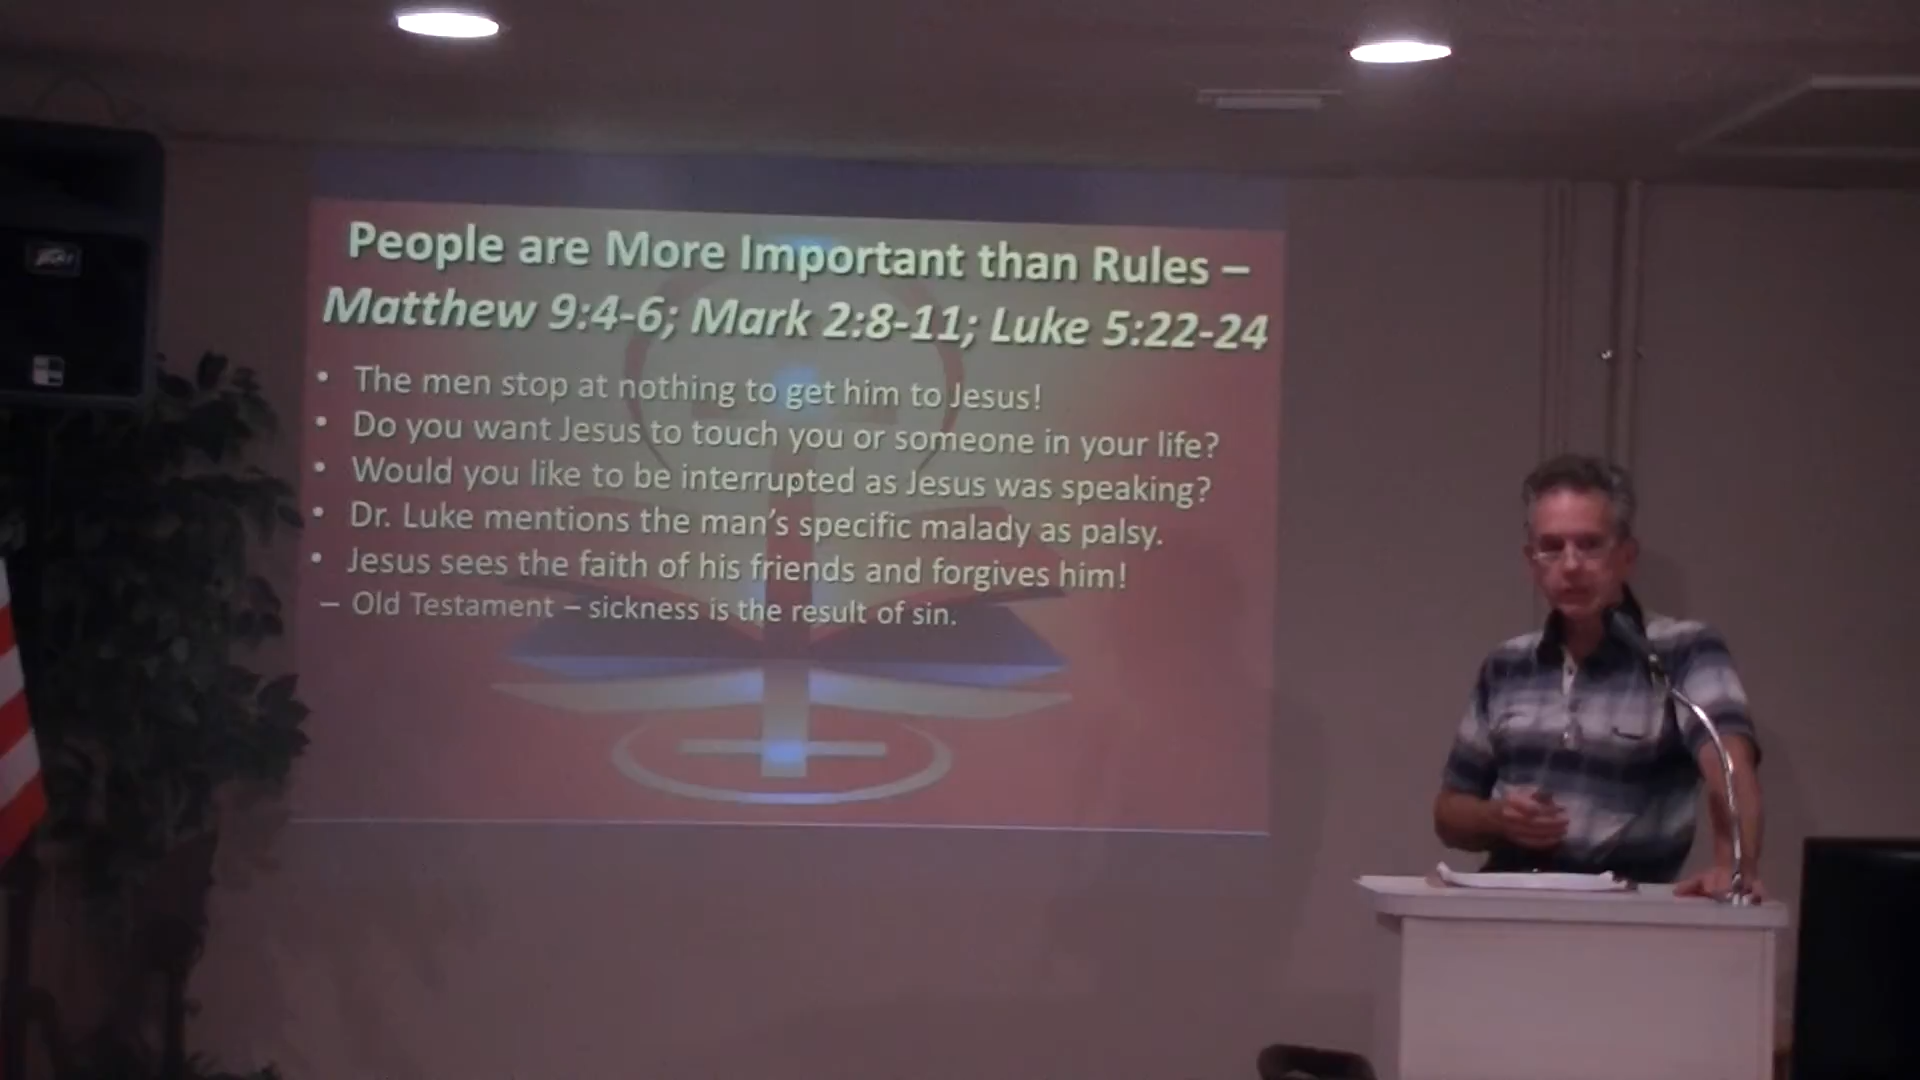 People are More Important than Rules –
Matthew 9:4-6; Mark 2:8-11; Luke 5:22-24
• The men stop at nothing to get him to Jesus!
• Do you want Jesus to touch you or someone in your life?
• Would you like to be interrupted as Jesus was speaking?
• Dr. Luke mentions the man's specific malady as palsy.
• Jesus sees the faith of his friends and forgives him!
– Old Testament – sickness is the result of sin.